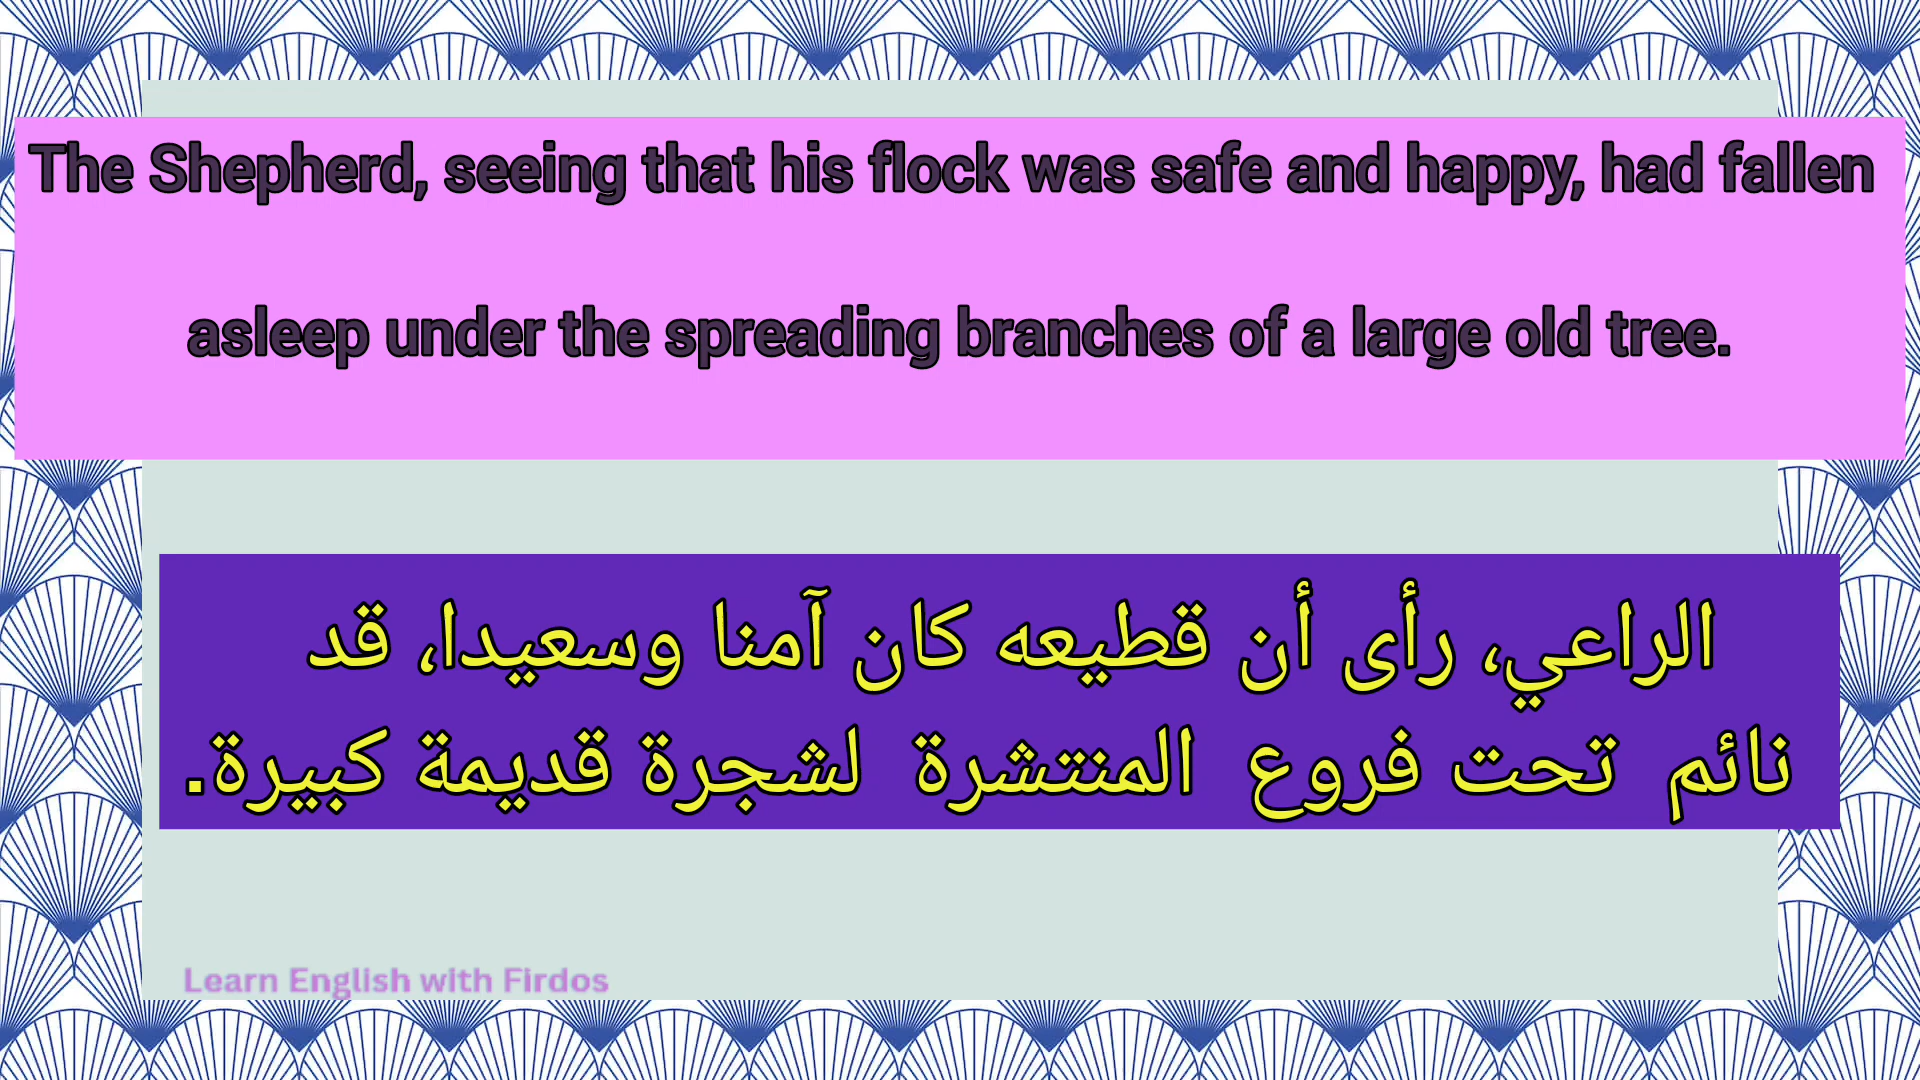 The Shepherd, seeing that his flock was safe and happy, had fallen
asleep under the spreading branches of a large old tree.
الراعي، رأى أن قطيعه كان آمنا وسعيدا، قد
نائم تحت فروع المنتشرة لشجرة قديمة كبيرة.
Learn English with Firdos